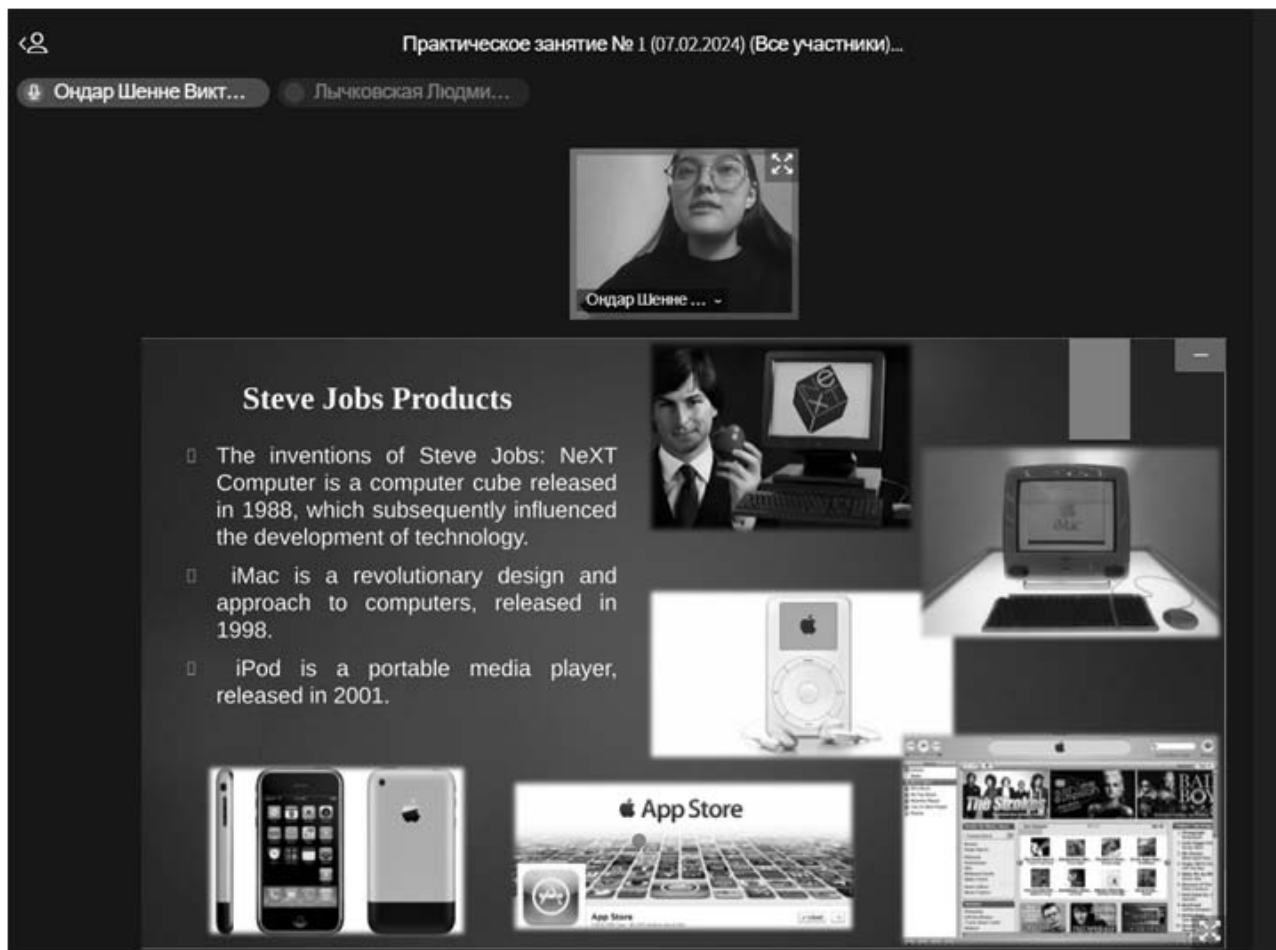 Практическое занятие № 1 (07.02.2024) (Все участники)...
Ондар Шенне Викт...
Лычковская Людми...
Ондар Шенне ...
Steve Jobs Products
The inventions of Steve Jobs: NeXT
Computer is a computer cube released
in 1988, which subsequently influenced
the development of technology.
iMac is a revolutionary design and
approach to computers, released in
1998.
iPod is a portable media player,
released in 2001.
NeXT
iMac
App Store
App Store
The Strokes